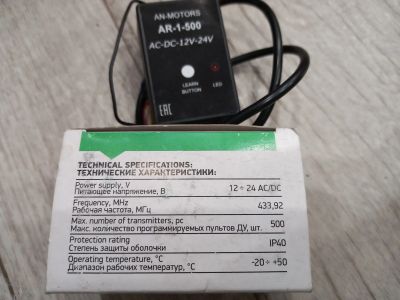 AN-MOTORS
AR-1-500
AC-DC-12V-24V
LEARN
BUTTON
LED
EAC
TECHNICAL SPECIFICATIONS:
ТЕХНИЧЕСКИЕ ХАРАКТЕРИСТИКИ:
Power supply, V
Питающее напряжение, В
12 ÷ 24 AC/DC
Frequency, MHz
Рабочая частота, МГц
433,92
Max. number of transmitters, pc
Макс. количество программируемых пультов ДУ, шт.
500
Protection rating
Степень защиты оболочки
IP40
Operating temperature, °C
Диапазон рабочих температур, °C
-20 ÷ +50